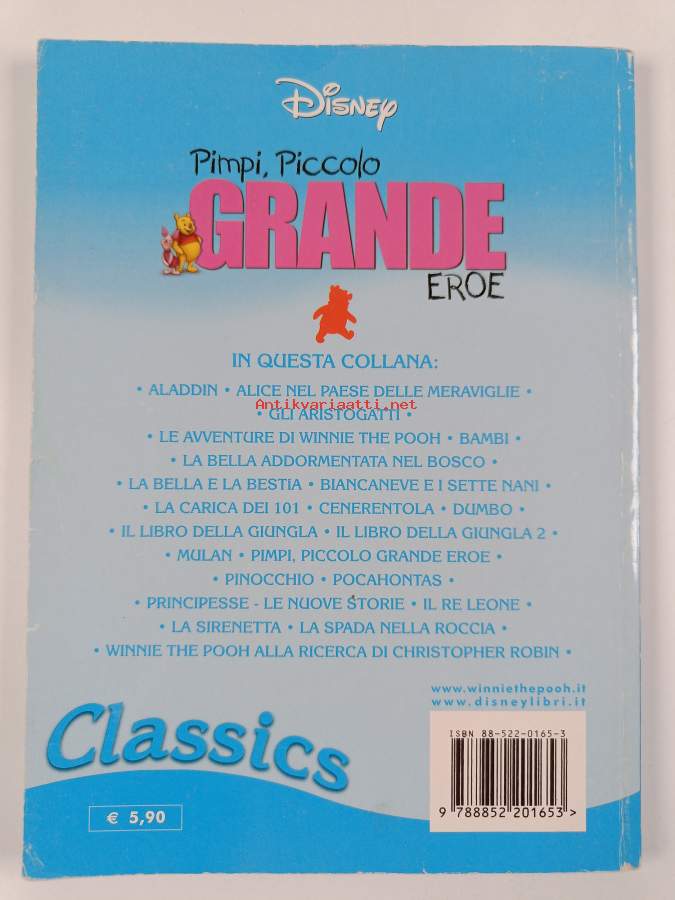 Disney
Pimpi, Piccolo
GRANDE
EROE
IN QUESTA COLLANA:
• ALADDIN • ALICE NEL PAESE DELLE MERAVIGLIE •
Antikvariaatti.net
• GLI ARISTOGATTI •
• LE AVVENTURE DI WINNIE THE POOH • BAMBI •
• LA BELLA ADDORMENTATA NEL BOSCO •
• LA BELLA E LA BESTIA • BIANCANEVE E I SETTE NANI •
• LA CARICA DEI 101 • CENERENTOLA • DUMBO •
• IL LIBRO DELLA GIUNGLA • IL LIBRO DELLA GIUNGLA 2 •
• MULAN • PIMPI, PICCOLO GRANDE EROE •
• PINOCCHIO • POCAHONTAS •
• PRINCIPESSE - LE NUOVE STORIE • IL RE LEONE •
• LA SIRENETTA • LA SPADA NELLA ROCCIA •
• WINNIE THE POOH ALLA RICERCA DI CHRISTOPHER ROBIN •
www.winniethepooh.it
www.disneylibri.it
Classics
ISBN 88-522-0165-3
9 788852 201653 >
€ 5,90